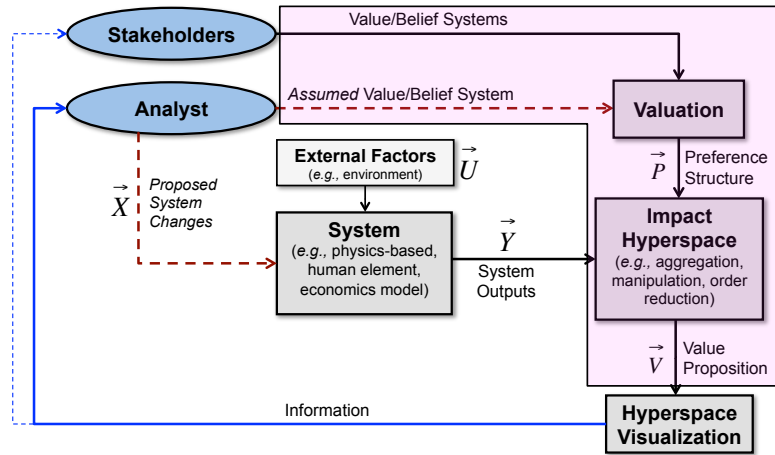 Stakeholders
Value/Belief Systems
Analyst
Assumed Value/Belief System
Valuation
External Factors
(e.g., environment)
U
P
Preference
Structure
X
Proposed
System
Changes
System
(e.g., physics-based,
human element,
economics model)
Y
System
Outputs
Impact
Hyperspace
(e.g., aggregation,
manipulation, order
reduction)
V
Value
Proposition
Information
Hyperspace
Visualization